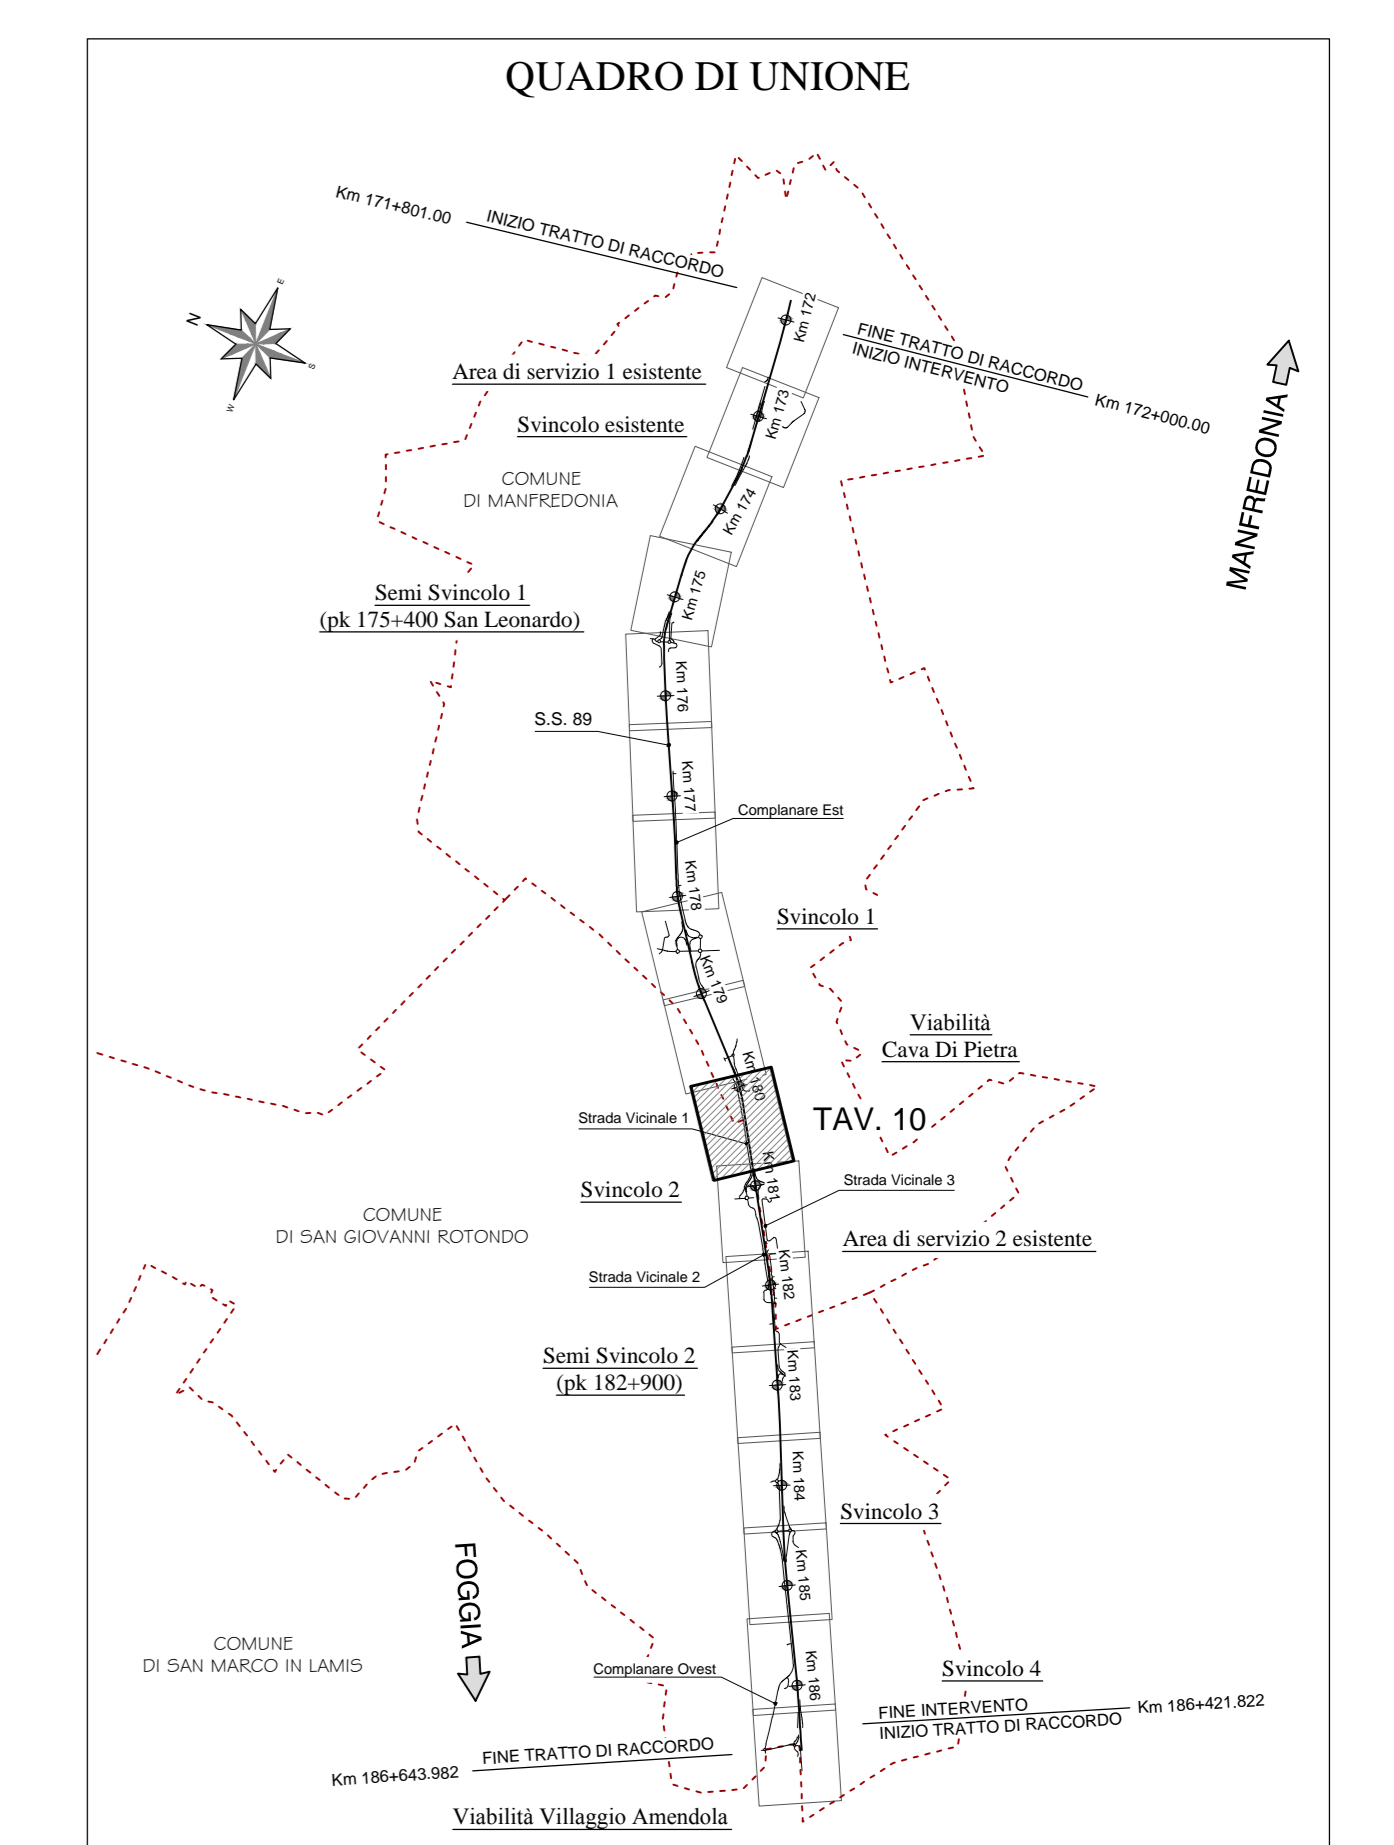 QUADRO DI UNIONE
Km 171+801.00
INIZIO TRATTO DI RACCORDO
N
E
S
W
Km 172
FINE TRATTO DI RACCORDO
INIZIO INTERVENTO
Km 172+000.00
MANFREDONIA
Area di servizio 1 esistente
Km 173
Svincolo esistente
COMUNE
DI MANFREDONIA
Km 174
Semi Svincolo 1
(pk 175+400 San Leonardo)
Km 175
Km 176
S.S. 89
Km 177
Complanare Est
Km 178
Svincolo 1
Km 179
Viabilità
Cava Di Pietra
Km 180
Strada Vicinale 1
TAV. 10
Km 181
Svincolo 2
Strada Vicinale 3
COMUNE
DI SAN GIOVANNI ROTONDO
Area di servizio 2 esistente
Strada Vicinale 2
Km 182
Semi Svincolo 2
(pk 182+900)
Km 183
Km 184
Svincolo 3
FOGGIA
Km 185
COMUNE
DI SAN MARCO IN LAMIS
Complanare Ovest
Km 186
Svincolo 4
FINE INTERVENTO
INIZIO TRATTO DI RACCORDO
Km 186+421.822
FINE TRATTO DI RACCORDO
Km 186+643.982
Viabilità Villaggio Amendola